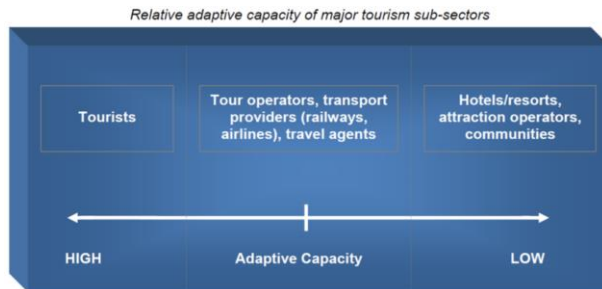 Relative adaptive capacity of major tourism sub-sectors
Tourists
Tour operators, transport
providers (railways,
airlines), travel agents
Hotels/resorts,
attraction operators,
communities
HIGH
Adaptive Capacity
LOW